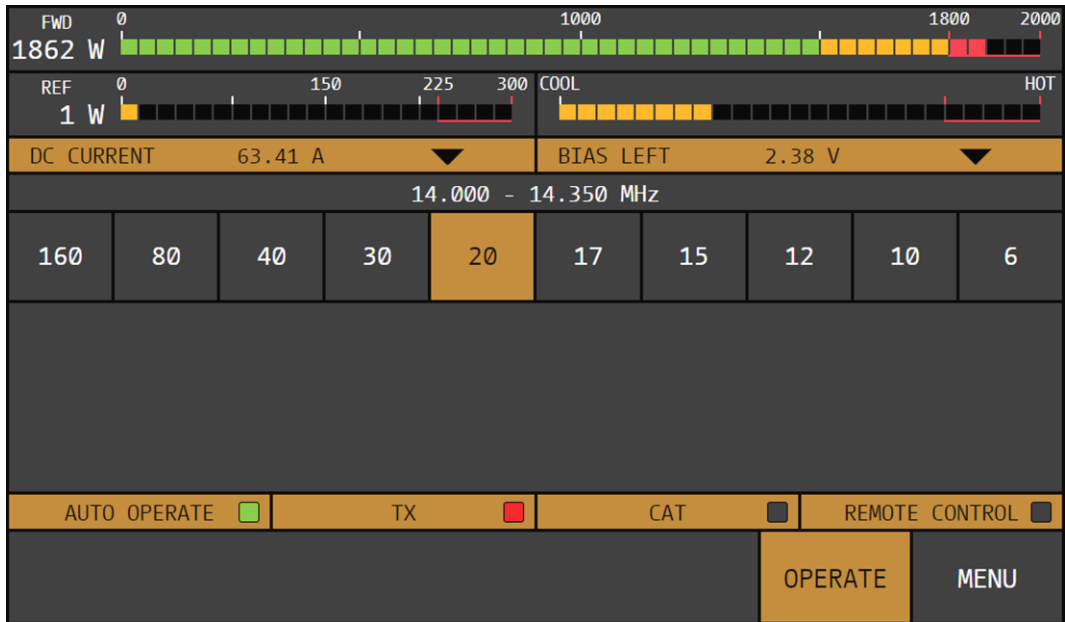 FWD 0 1000 1800 2000
1862 W
REF 0 150 225 300 COOL HOT
1 W
DC CURRENT 63.41 A BIAS LEFT 2.38 V
14.000 - 14.350 MHz
160 80 40 30 20 17 15 12 10 6
AUTO OPERATE TX CAT REMOTE CONTROL
OPERATE MENU